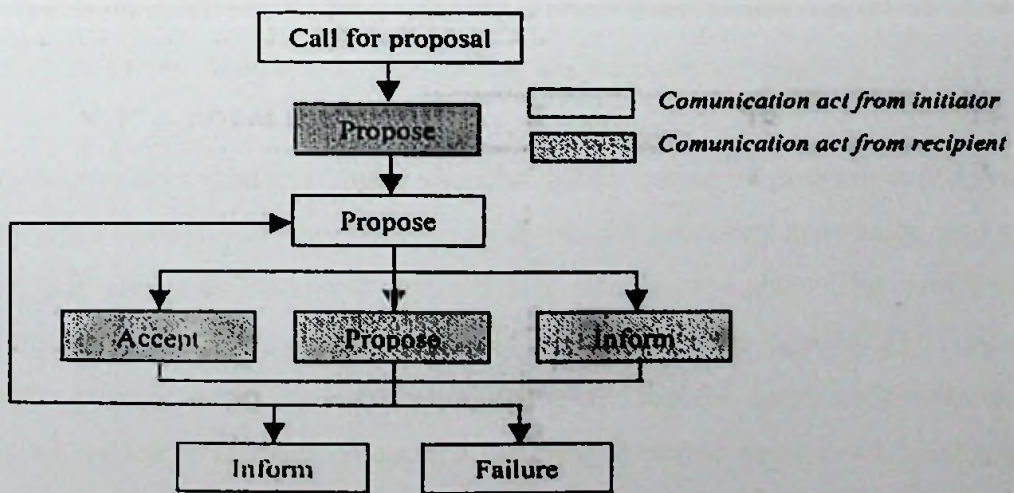 Call for proposal
Propose
Comunication act from initiator
Comunication act from recipient
Propose
Accept
Propose
Inform
Inform
Failure